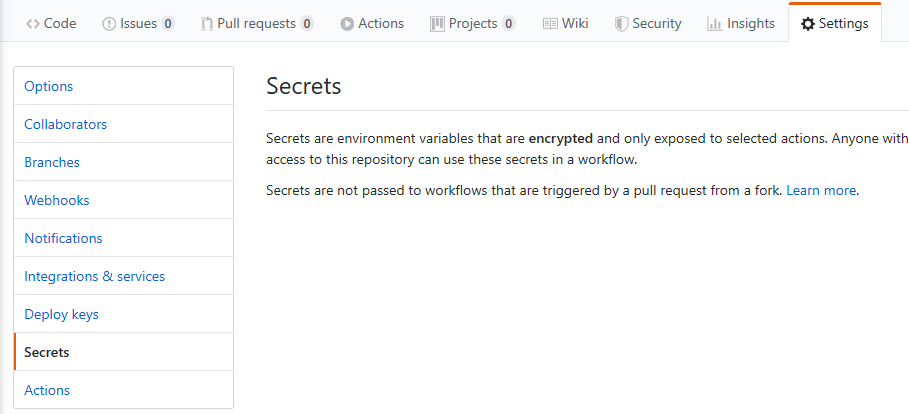 Code Issues 0 Pull requests 0 Actions Projects 0 Wiki Security Insights Settings
Options
Collaborators
Branches
Webhooks
Notifications
Integrations & services
Deploy keys
Secrets
Actions
Secrets
Secrets are environment variables that are encrypted and only exposed to selected actions. Anyone with
access to this repository can use these secrets in a workflow.
Secrets are not passed to workflows that are triggered by a pull request from a fork. Learn more.